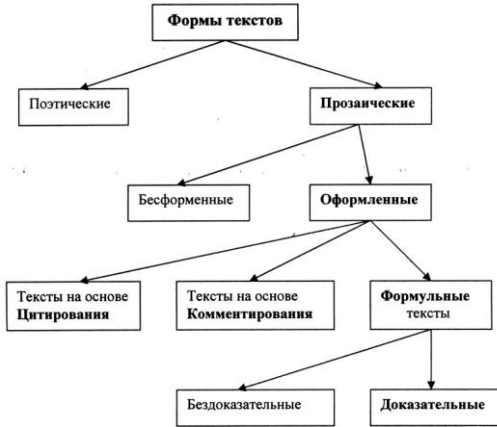 Формы текстов
Поэтические
Прозаические
Бесформенные
Оформленные
Тексты на основе
Цитирования
Тексты на основе
Комментирования
Формульные
тексты
Бездоказательные
Доказательные